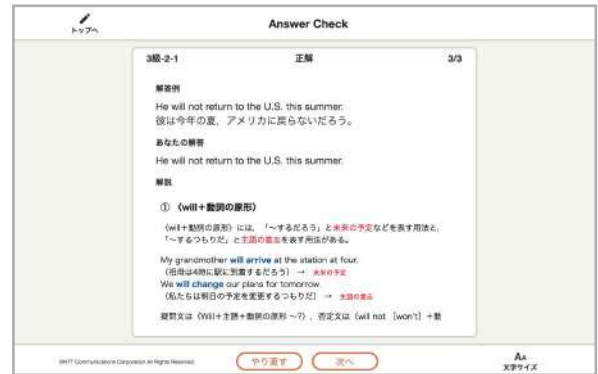 Answer Check
トップへ
3級-2-1 正解 3/3
解答例
He will not return to the U.S. this summer.
彼は今年の夏、アメリカに戻らないだろう。
あなたの解答
He will not return to the U.S. this summer.
解説
① 〈will+動詞の原形〉
〈will+動詞の原形〉には、「～するだろう」と未来の予定などを表す用法と、
「～するつもりだ」と主語の意志を表す用法がある。
My grandmother will arrive at the station at four.
（祖母は4時に駅に到着するだろう） → 未来の予定
We will change our plans for tomorrow.
（私たちは明日の予定を変更するつもりだ） → 主語の意志
疑問文は〈Will+主語+動詞の原形 ～?〉、否定文は〈will not [won't] +動
©NTT Communications Corporation All Rights Reserved.
やり直す 次へ
AA
文字サイズ